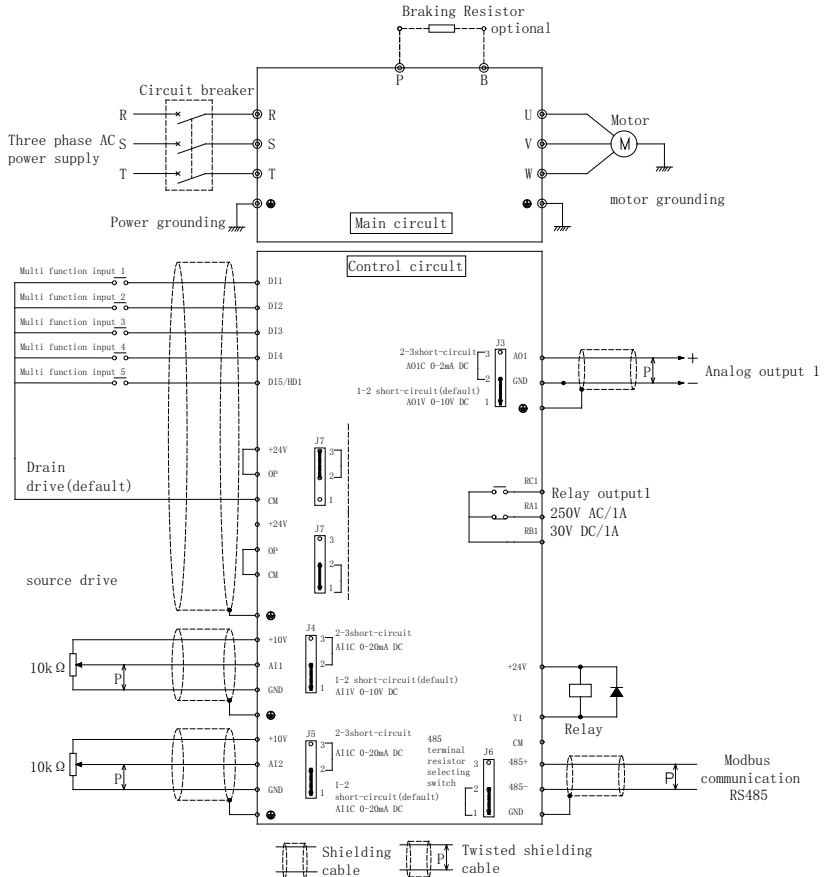 Braking Resistor
optional
P
B
Circuit breaker
R
R
U
Motor
Three phase AC
power supply
S
S
V
M
T
T
W
Power grounding
Main circult
motor grounding
Control circult
Multi function input 1
DI1
Multi function input 2
DI2
Multi function input 3
DI3
Multi function input 4
DI4
Multi function input 5
DI5/HD1
J3
2-3short-circuit
AO1C 0-2mA DC
3
2
1
1-2 short-circuit(default)
AO1V 0-10V DC
AO1
GND
P
+
−
Analog output 1
Drain
drive(default)
+24V
OP
CM
J7
3
2
1
+24V
OP
CM
J7
3
2
1
source drive
RC1
RA1
RB1
Relay output1
250V AC/1A
30V DC/1A
10kΩ
P
+10V
AI1
GND
J4
3
2
1
2-3short-circuit
AI1C 0-20mA DC
1-2 short-circuit(default)
AI1V 0-10V DC
+24V
Y1
Relay
CM
10kΩ
P
+10V
AI2
GND
J5
3
2
1
2-3short-circuit
AI1C 0-20mA DC
1-2
short-circuit(default)
AI1C 0-20mA DC
485
terminal
resistor
selecting
switch
J6
3
2
1
485+
485-
GND
P
Modbus
communication
RS485
Shielding
cable
P
Twisted shielding
cable